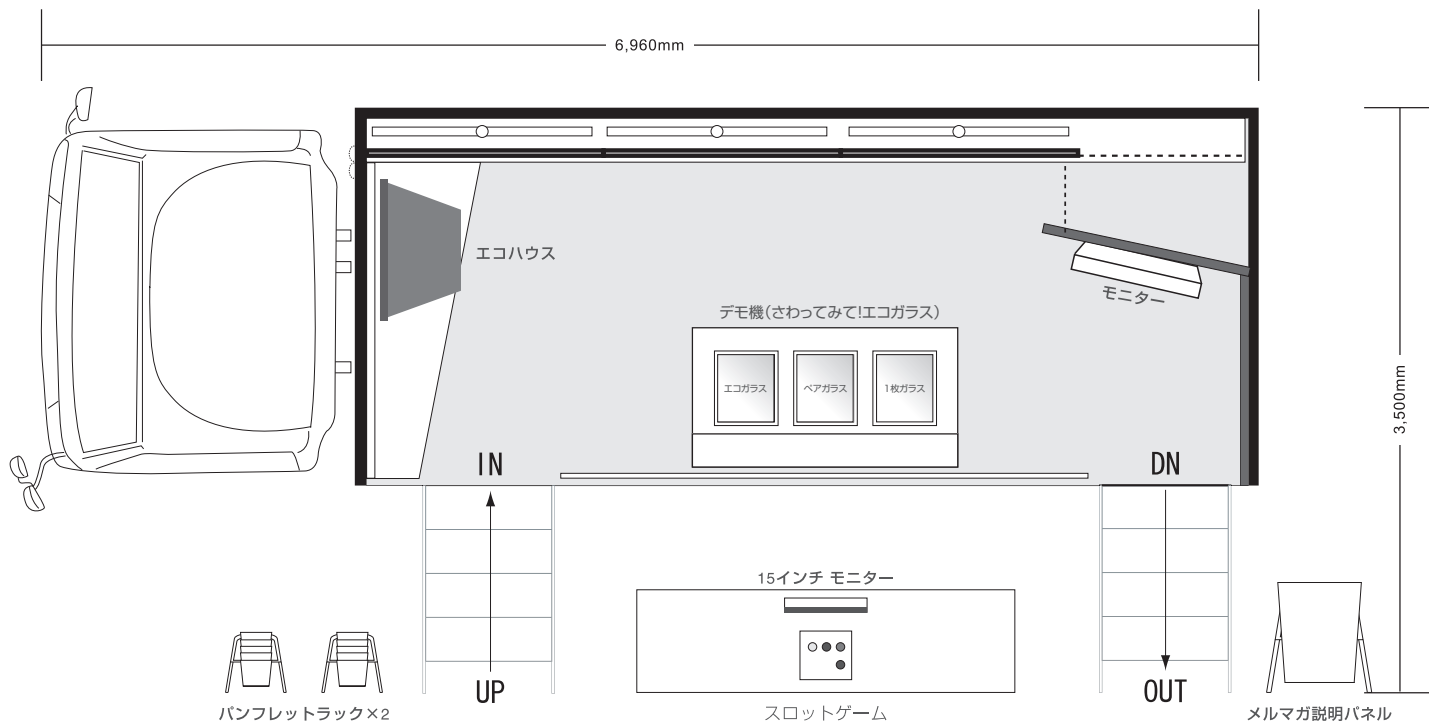 6,960mm
エコハウス
モニター
デモ機(さわってみて!エコガラス)
エコガラス
ペアガラス
1枚ガラス
3,500mm
IN
DN
15インチ モニター
UP
OUT
パンフレットラック×2
スロットゲーム
メルマガ説明パネル